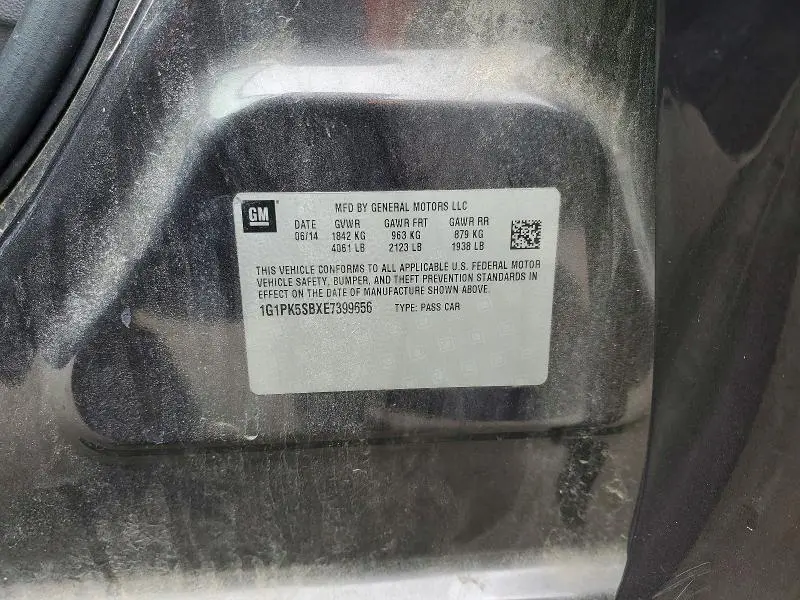 GM
MFD BY GENERAL MOTORS LLC
DATE GVWR GAWR FRT GAWR RR
06/14 1842 KG 963 KG 879 KG
4061 LB 2123 LB 1938 LB
THIS VEHICLE CONFORMS TO ALL APPLICABLE U.S. FEDERAL MOTOR
VEHICLE SAFETY, BUMPER, AND THEFT PREVENTION STANDARDS IN
EFFECT ON THE DATE OF MANUFACTURE SHOWN ABOVE.
1G1PK5SBXE7399656 TYPE: PASS CAR